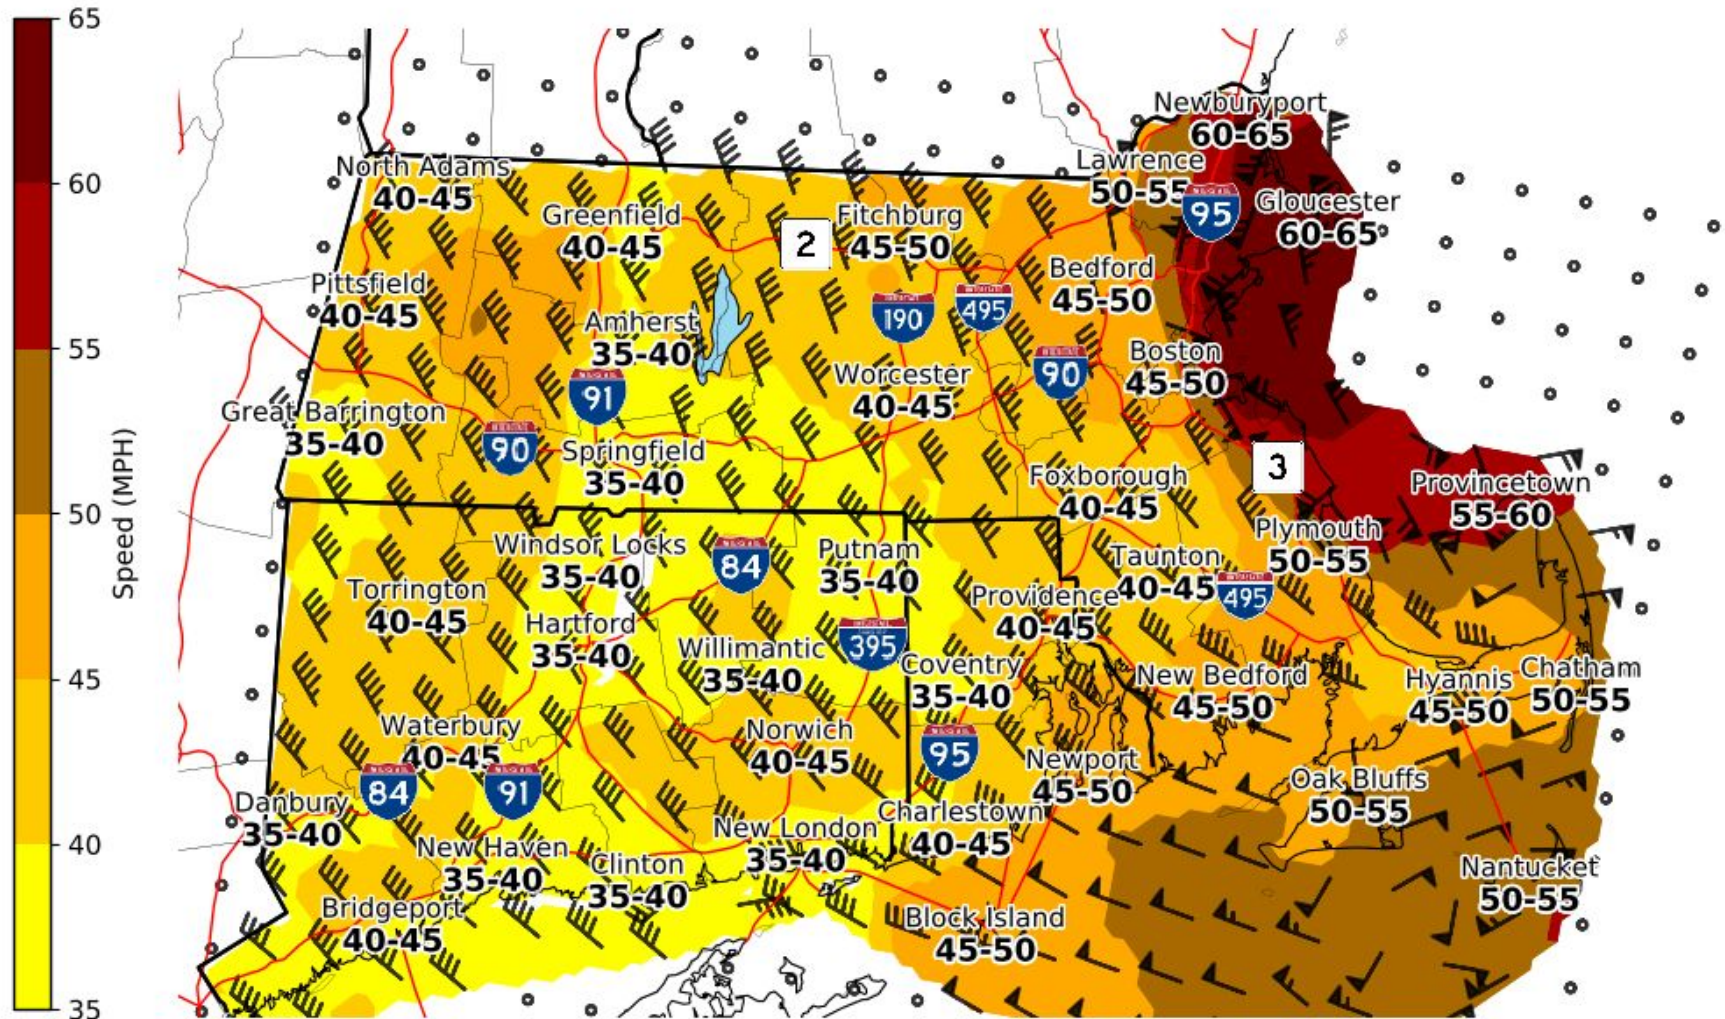 65
60
55
50
45
40
35
Speed (MPH)
Newburyport
60-65
Lawrence
50-55
95
Gloucester
60-65
North Adams
40-45
Greenfield
40-45
2
Fitchburg
45-50
Bedford
45-50
Pittsfield
40-45
Amherst
35-40
190
495
90
Boston
45-50
Worcester
40-45
91
Great Barrington
35-40
90
Springfield
35-40
Foxborough
40-45
3
Provincetown
55-60
Plymouth
50-55
Windsor Locks
35-40
84
Putnam
35-40
Taunton
40-45
495
Torrington
40-45
Hartford
35-40
Providence
40-45
Willimantic
35-40
395
Coventry
35-40
New Bedford
45-50
Hyannis
45-50
Chatham
50-55
Waterbury
40-45
Norwich
40-45
95
Newport
45-50
Oak Bluffs
50-55
84
91
Danbury
35-40
New Haven
35-40
Clinton
35-40
New London
35-40
Charlestown
40-45
Nantucket
50-55
Bridgeport
40-45
Block Island
45-50